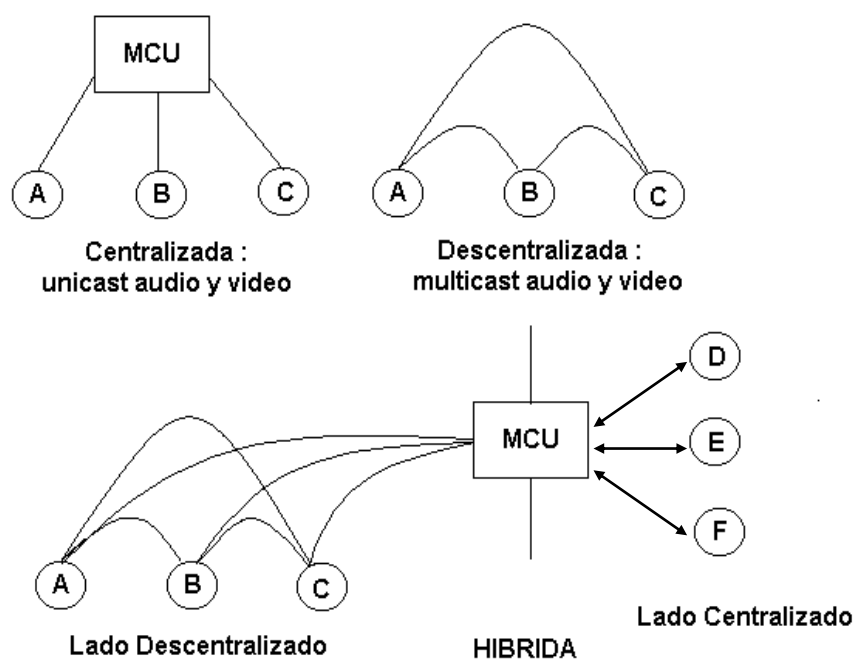 MCU
A
B
C
Centralizada :
unicast audio y video
A
B
C
Descentralizada :
multicast audio y video
MCU
D
E
F
A
B
C
Lado Descentralizado
HIBRIDA
Lado Centralizado